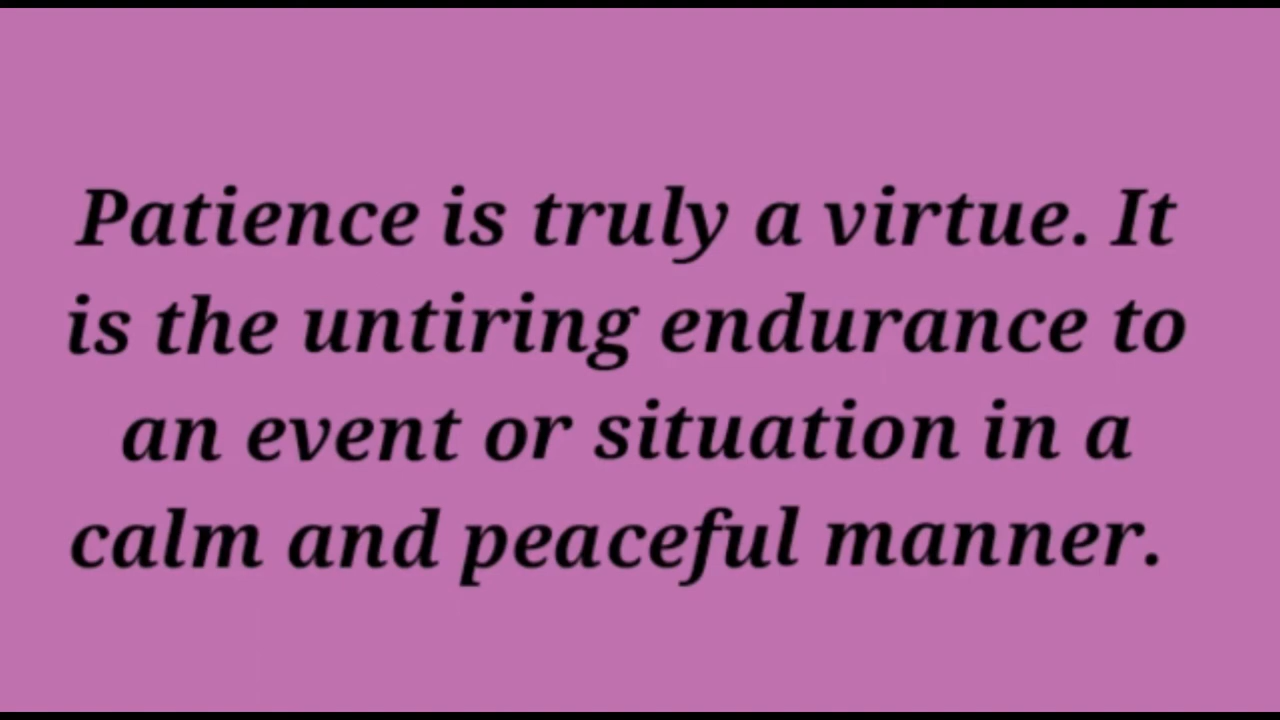 Patience is truly a virtue. It
is the untiring endurance to
an event or situation in a
calm and peaceful manner.